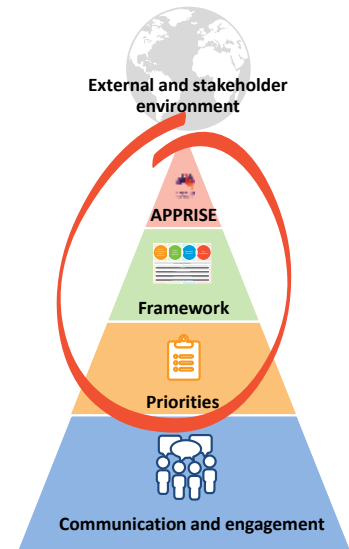 External and stakeholder
environment
APPRISE
Framework
Priorities
Communication and engagement